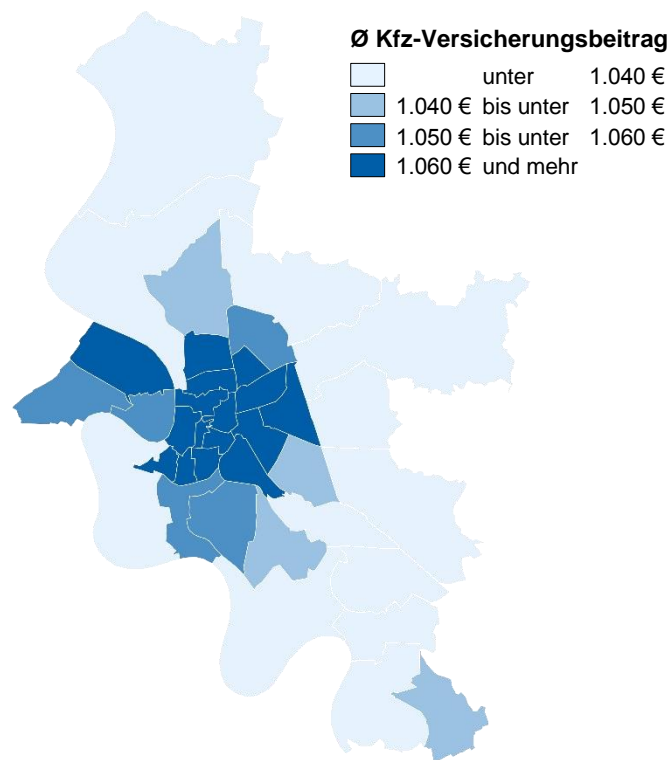 Ø Kfz-Versicherungsbeitrag
unter 1.040 €
1.040 € bis unter 1.050 €
1.050 € bis unter 1.060 €
1.060 € und mehr